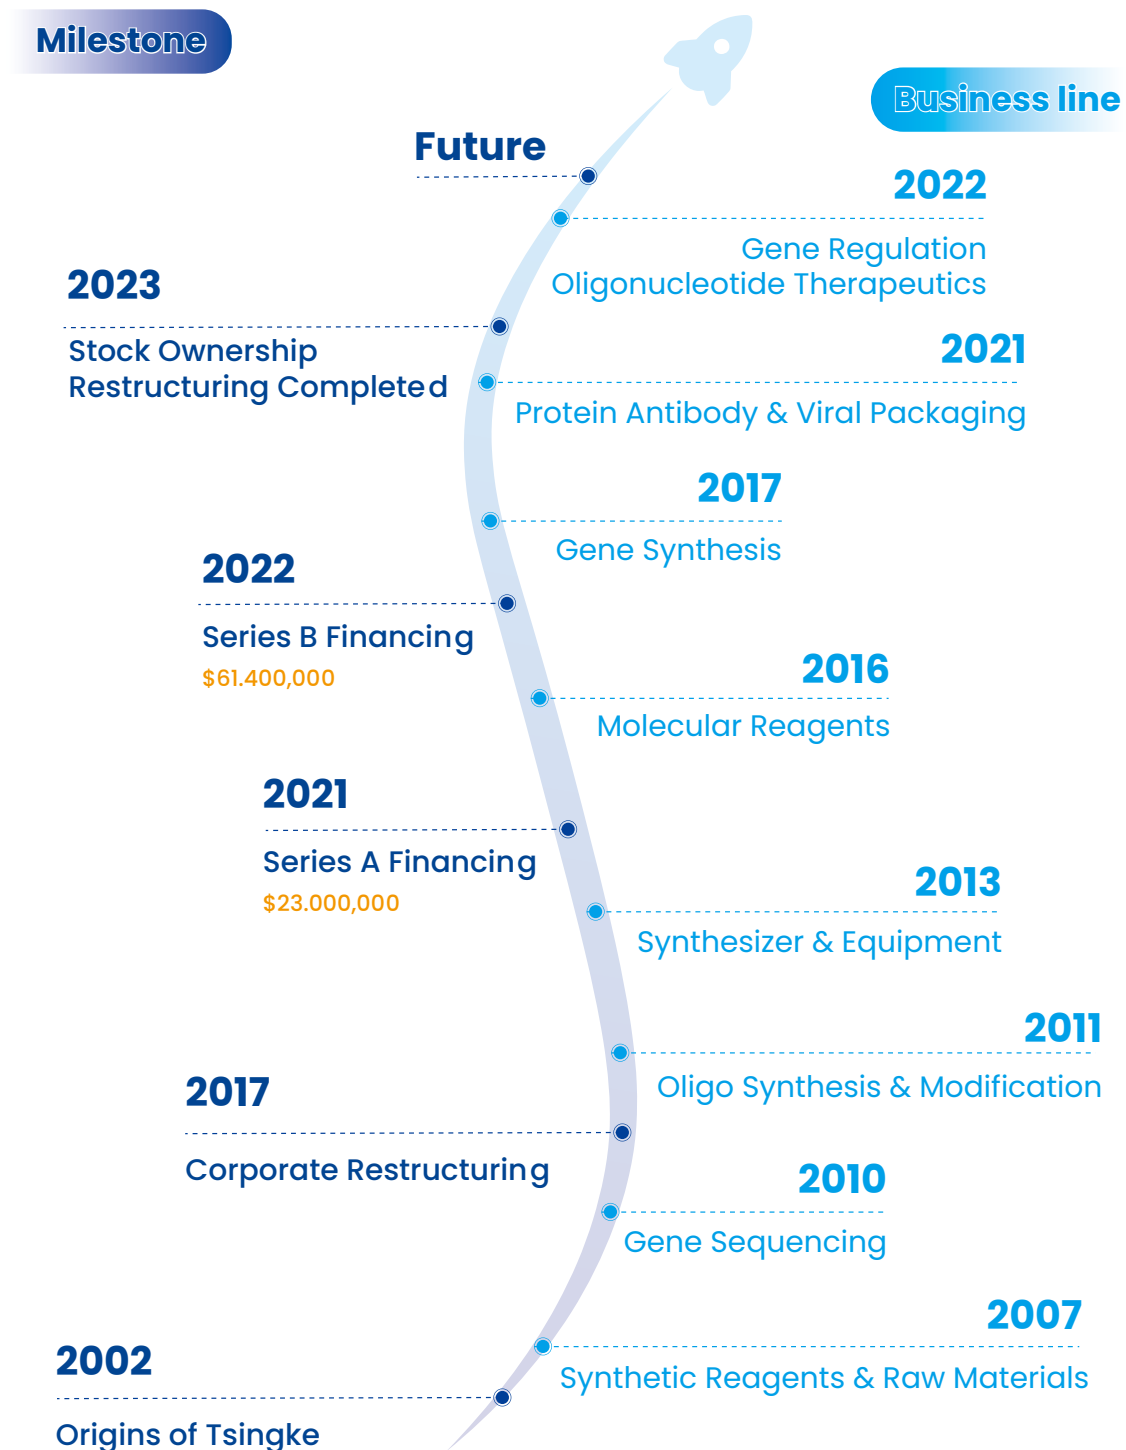 Milestone
Business line
Future
2022
Gene Regulation
Oligonucleotide Therapeutics
2023
Stock Ownership
Restructuring Completed
2021
Protein Antibody & Viral Packaging
2017
Gene Synthesis
2022
Series B Financing
$61.400,000
2016
Molecular Reagents
2021
Series A Financing
$23.000,000
2013
Synthesizer & Equipment
2011
Oligo Synthesis & Modification
2017
Corporate Restructuring
2010
Gene Sequencing
2007
Synthetic Reagents & Raw Materials
2002
Origins of Tsingke